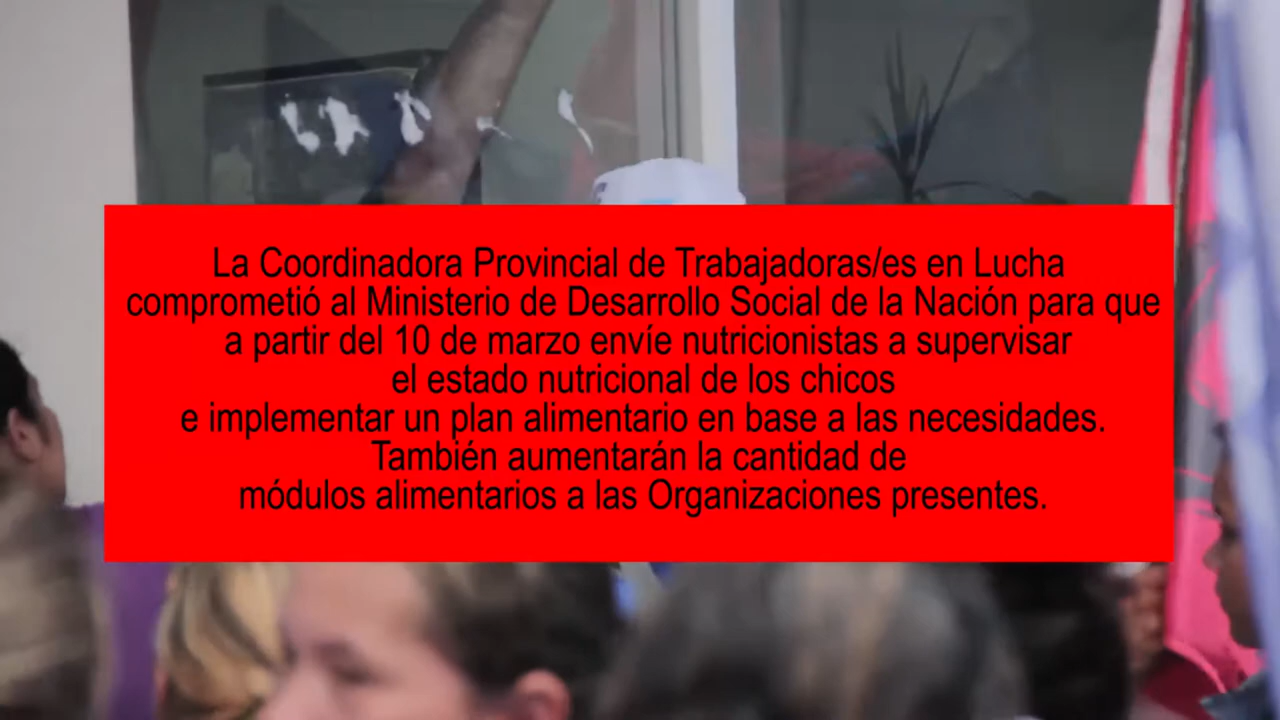 La Coordinadora Provincial de Trabajadoras/es en Lucha
comprometió al Ministerio de Desarrollo Social de la Nación para que
a partir del 10 de marzo envíe nutricionistas a supervisar
el estado nutricional de los chicos
e implementar un plan alimentario en base a las necesidades.
También aumentarán la cantidad de
módulos alimentarios a las Organizaciones presentes.